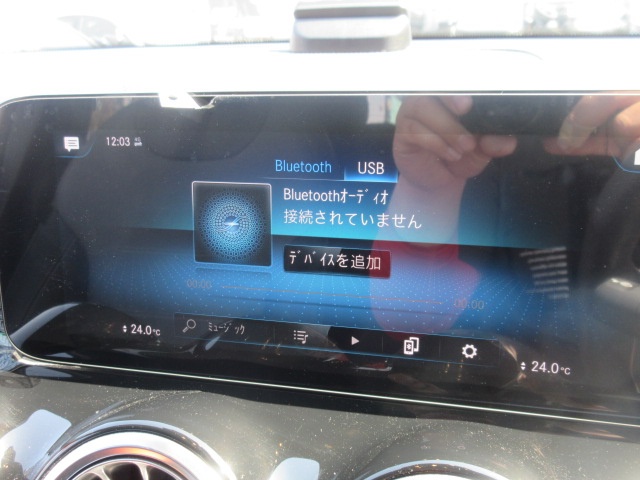 12:03
Bluetooth USB
Bluetoothｵｰﾃﾞｨｵ
接続されていません
ﾃﾞﾊﾞｲｽを追加
00:00 00:00
24.0℃ ﾐｭｰｼﾞｯｸ 24.0℃